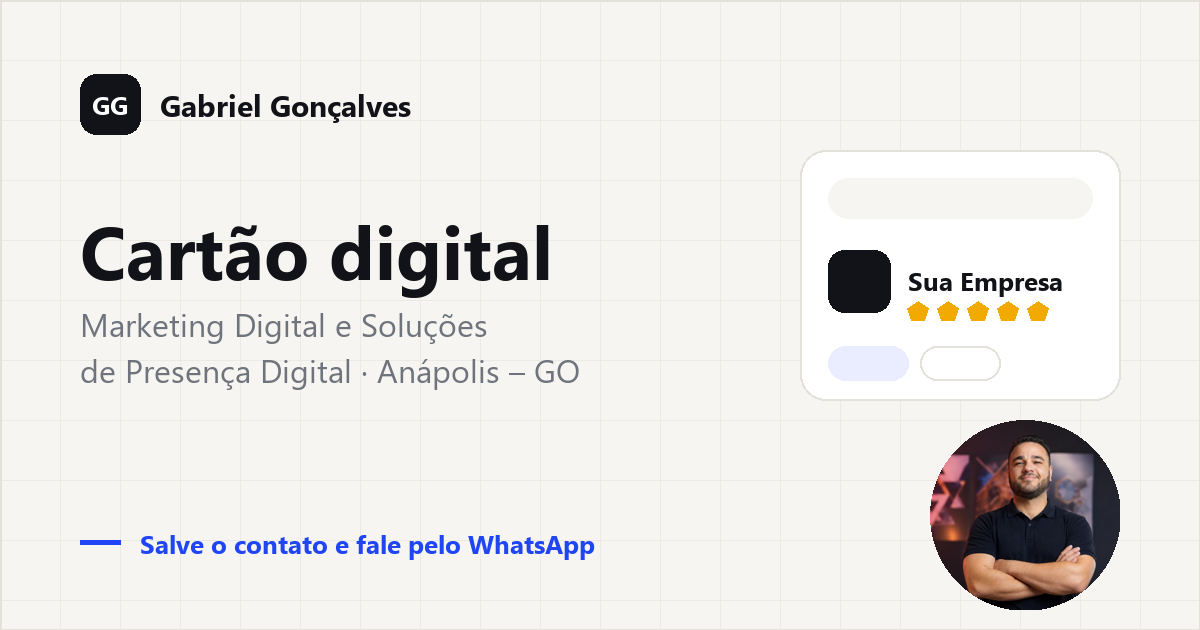 GG
Gabriel Gonçalves
Cartão digital
Marketing Digital e Soluções
de Presença Digital · Anápolis – GO
Sua Empresa
Salve o contato e fale pelo WhatsApp